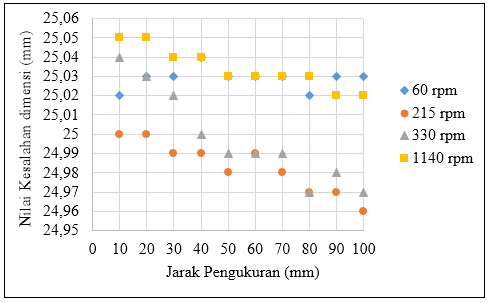 Nilai Kesalahan dimensi (mm)
25,06
25,05
25,04
25,03
25,02
25,01
25
24,99
24,98
24,97
24,96
24,95
0 10 20 30 40 50 60 70 80 90 100
Jarak Pengukuran (mm)
60 rpm
215 rpm
330 rpm
1140 rpm